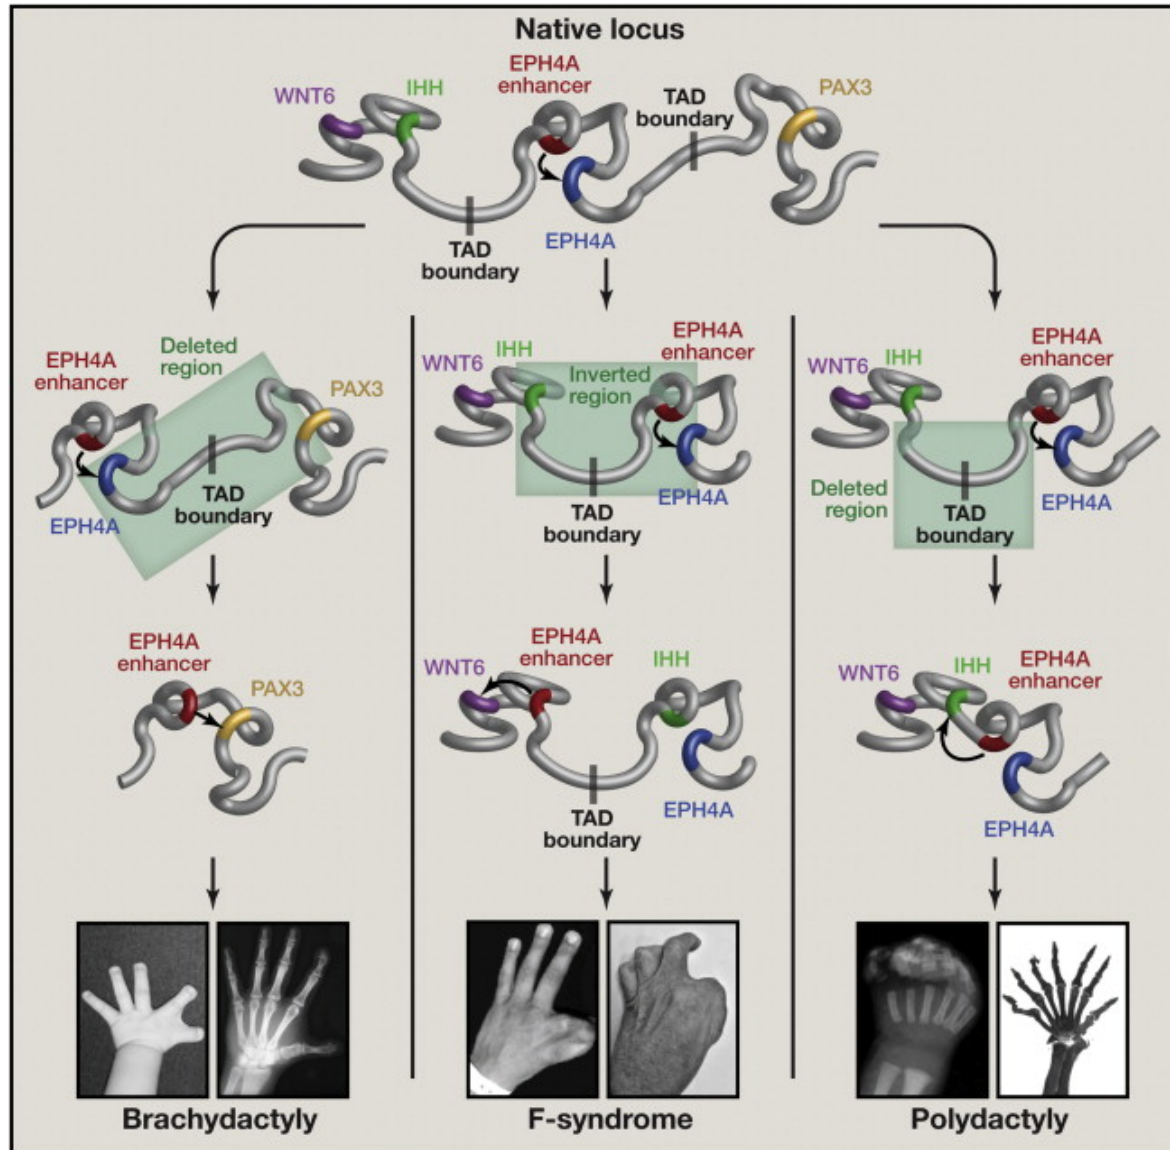 Native locus
EPH4A
enhancer
WNT6
IHH
TAD
boundary
PAX3
TAD
boundary
EPH4A
EPH4A
enhancer
Deleted
region
PAX3
TAD
boundary
EPH4A
WNT6
IHH
EPH4A
enhancer
Inverted
region
EPH4A
TAD
boundary
WNT6
IHH
EPH4A
enhancer
Deleted
region
TAD
boundary
EPH4A
EPH4A
enhancer
PAX3
WNT6
EPH4A
enhancer
IHH
EPH4A
TAD
boundary
WNT6
IHH
EPH4A
enhancer
EPH4A
Brachydactyly
F-syndrome
Polydactyly